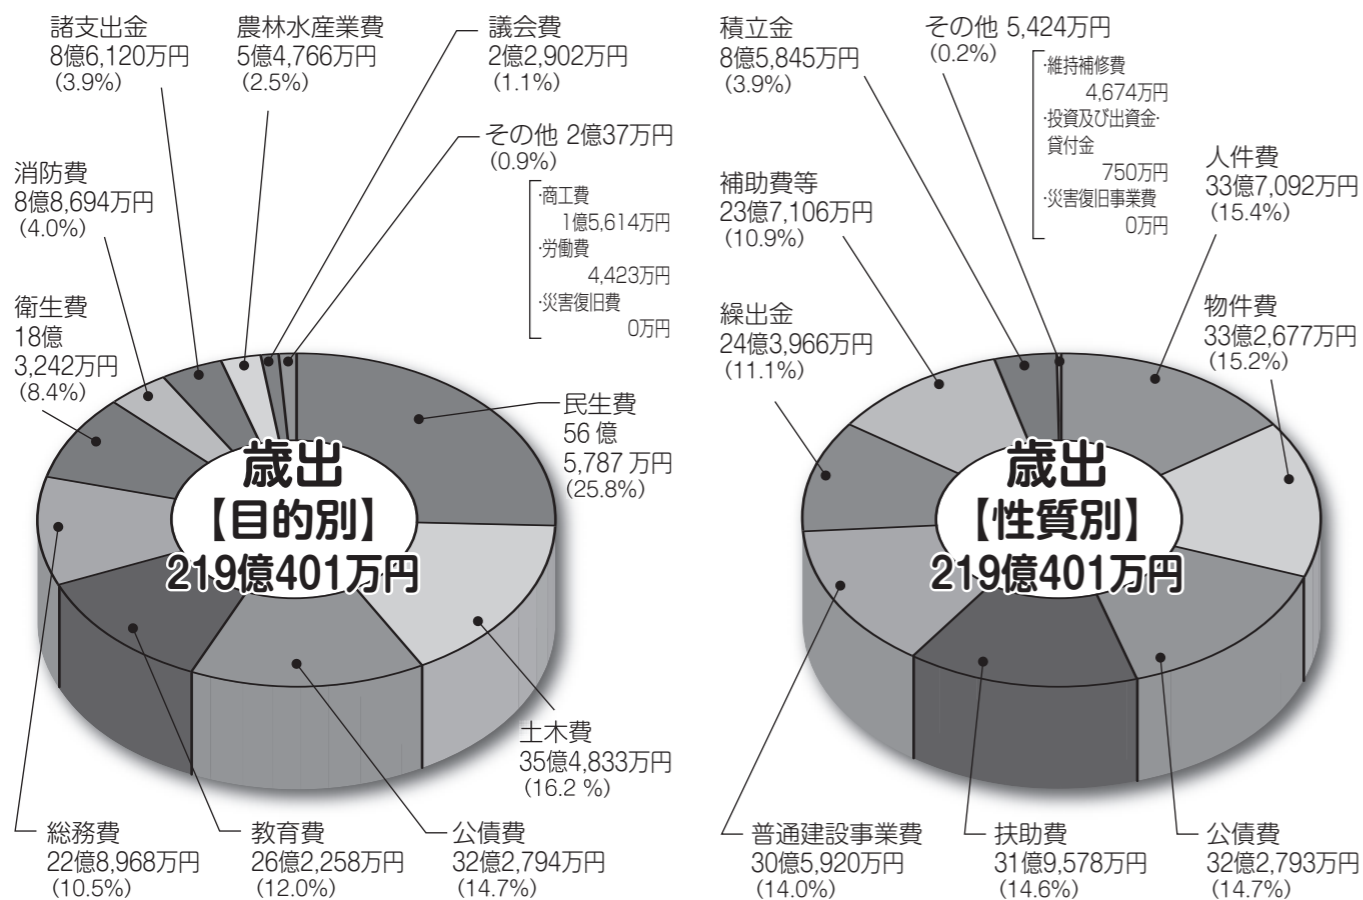 諸支出金
8億6,120万円
(3.9%)
農林水産業費
5億4,766万円
(2.5%)
議会費
2億2,902万円
(1.1%)
その他 2億37万円
(0.9%)
・商工費
1億5,614万円
・労働費
4,423万円
・災害復旧費
0万円
消防費
8億8,694万円
(4.0%)
衛生費
18億
3,242万円
(8.4%)
民生費
56 億
5,787 万円
(25.8%)
歳出
【目的別】
219億401万円
土木費
35億4,833万円
(16.2 %)
総務費
22億8,968万円
(10.5%)
教育費
26億2,258万円
(12.0%)
公債費
32億2,794万円
(14.7%)
積立金
8億5,845万円
(3.9%)
その他 5,424万円
(0.2%)
・維持補修費
4,674万円
・投資及び出資金・
貸付金
750万円
・災害復旧事業費
0万円
人件費
33億7,092万円
(15.4%)
補助費等
23億7,106万円
(10.9%)
繰出金
24億3,966万円
(11.1%)
物件費
33億2,677万円
(15.2%)
歳出
【性質別】
219億401万円
普通建設事業費
30億5,920万円
(14.0%)
扶助費
31億9,578万円
(14.6%)
公債費
32億2,793万円
(14.7%)